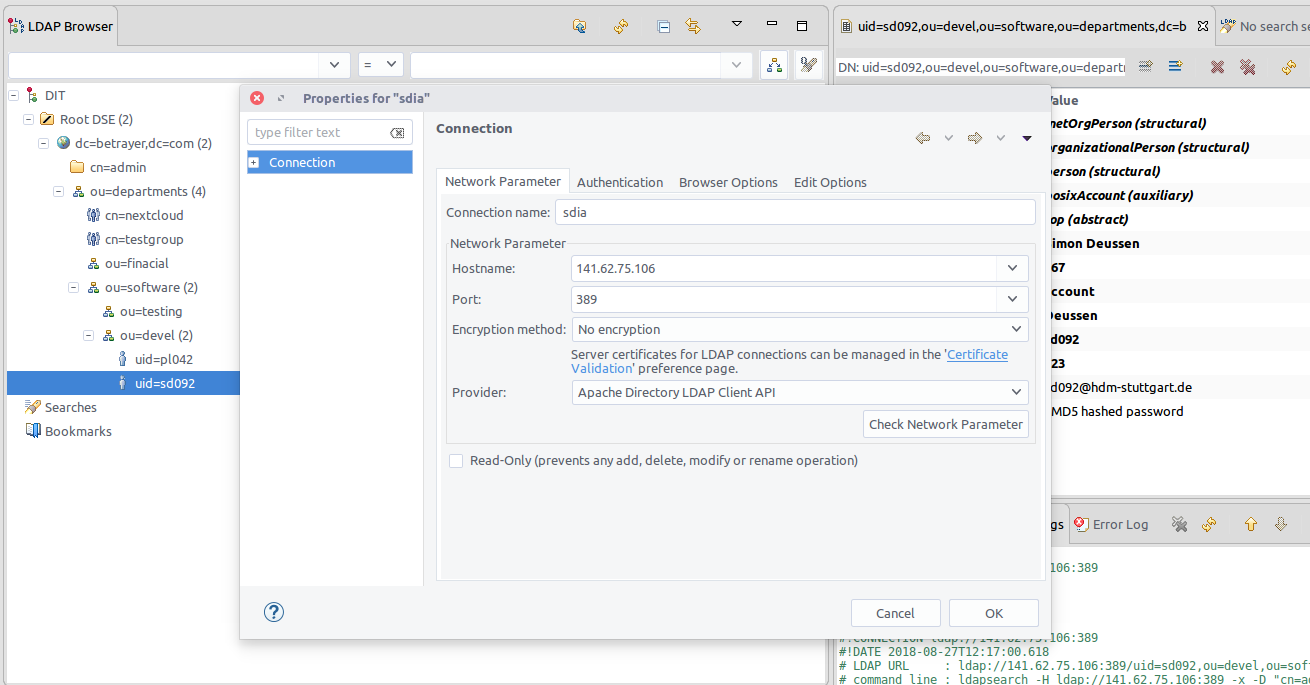 LDAP Browser
=
DIT
Root DSE (2)
dc=betrayer,dc=com (2)
cn=admin
ou=departments (4)
cn=nextcloud
cn=testgroup
ou=finacial
ou=software (2)
ou=testing
ou=devel (2)
uid=pl042
uid=sd092
Searches
Bookmarks
Properties for "sdia"
type filter text
Connection
Connection
Network Parameter
Authentication
Browser Options
Edit Options
Connection name: sdia
Network Parameter
Hostname: 141.62.75.106
Port: 389
Encryption method: No encryption
Server certificates for LDAP connections can be managed in the 'Certificate
Validation' preference page.
Provider: Apache Directory LDAP Client API
Check Network Parameter
Read-Only (prevents any add, delete, modify or rename operation)
?
Cancel
OK
uid=sd092,ou=devel,ou=software,ou=departments,dc=b
LDAP
No search se
DN: uid=sd092,ou=devel,ou=software,ou=departm
alue
netOrgPerson (structural)
organizationalPerson (structural)
erson (structural)
osixAccount (auxiliary)
op (abstract)
imon Deussen
67
ccount
Deussen
d092
23
d092@hdm-stuttgart.de
MD5 hashed password
gs
Error Log
106:389
#!CONNECTION ldap://141.62.75.106:389
#!DATE 2018-08-27T12:17:00.618
# LDAP URL : ldap://141.62.75.106:389/uid=sd092,ou=devel,ou=sof
# command line : ldapsearch -H ldap://141.62.75.106:389 -x -D "cn=a